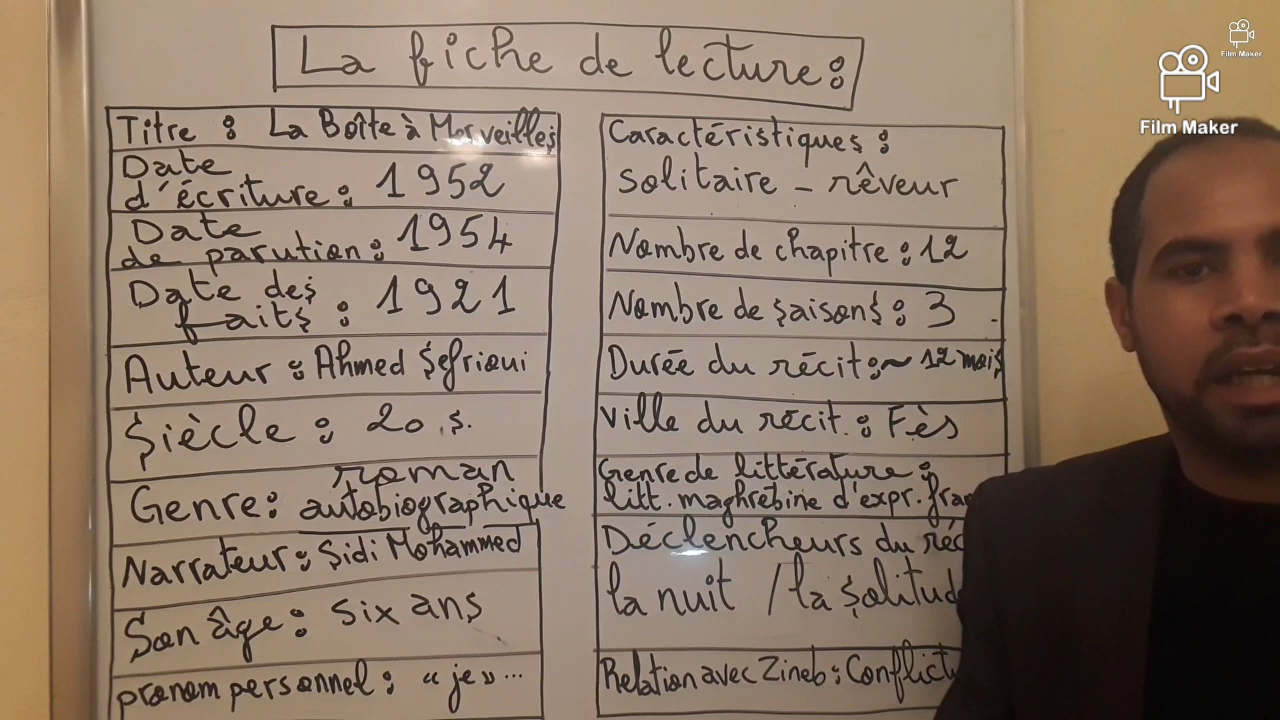 La fiche de lecture :
Titre : La Boîte à Merveilles
Date
d'écriture : 1952
Date
de parution : 1954
Date des
faits : 1921
Auteur : Ahmed Sefrioui
Siècle : 20 s.
roman
Genre : autobiographique
Narrateur : Sidi Mohammed
Son âge : six ans
pronom personnel : "je" ...
Caractéristiques :
solitaire - rêveur
Nombre de chapitre : 12
Nombre de saisons : 3
Durée du récit : ~ 12 mois
Ville du récit : Fès
Genre de littérature :
litt. maghrébine d'expr. fran
Déclencheurs du réc
la nuit / la solitud
Relation avec Zineb : Conflictu
Film Maker
Film Maker